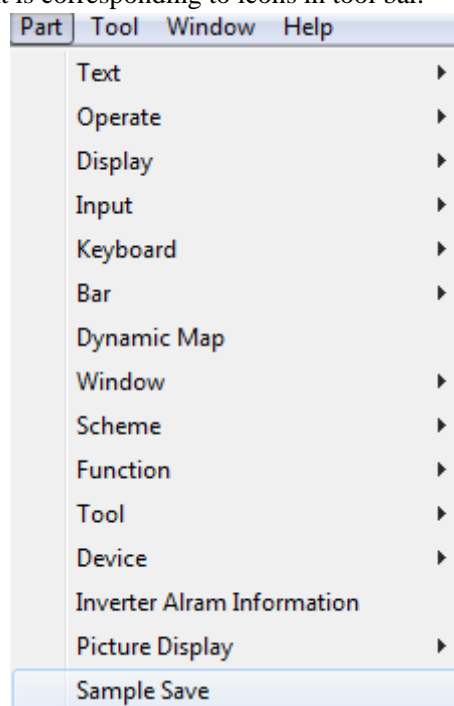 t is corresponding to icons in tool bar.
Part Tool Window Help
Text
Operate
Display
Input
Keyboard
Bar
Dynamic Map
Window
Scheme
Function
Tool
Device
Inverter Alram Information
Picture Display
Sample Save